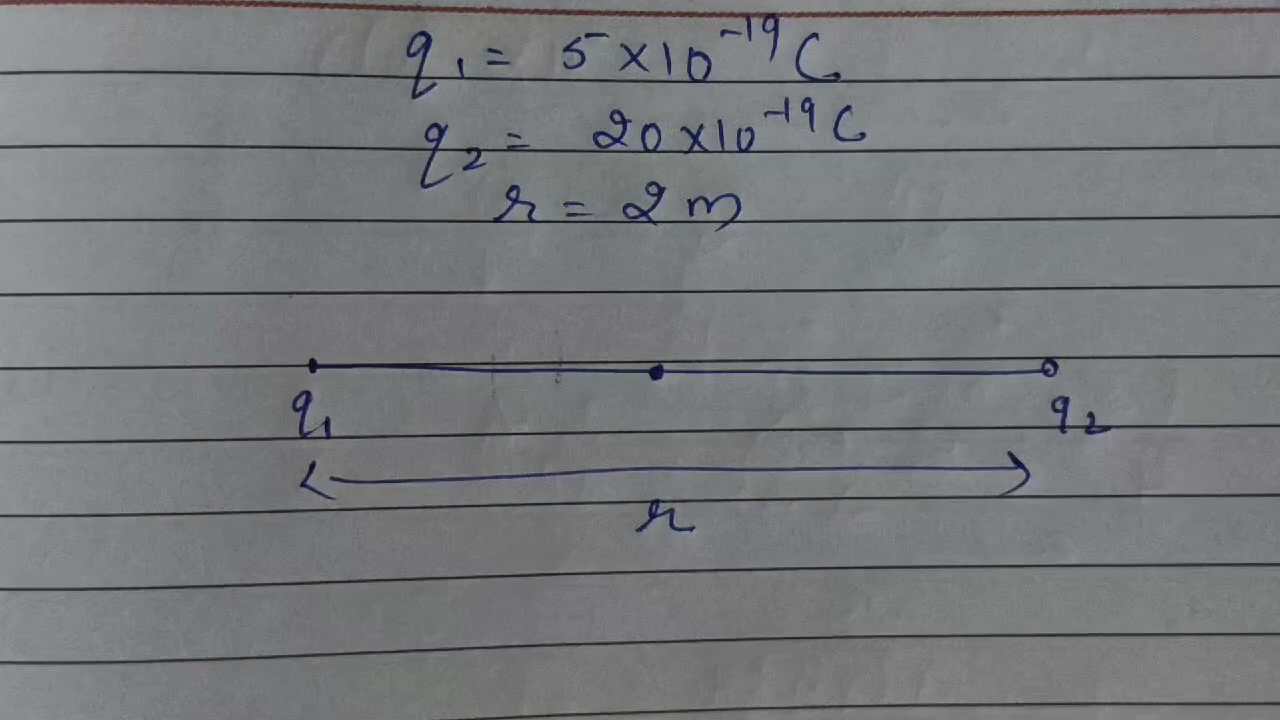 q₁ = 5 × 10⁻¹⁹ C
q₂ = 20 × 10⁻¹⁹ C
r = 2 m
q₁ q₂
r